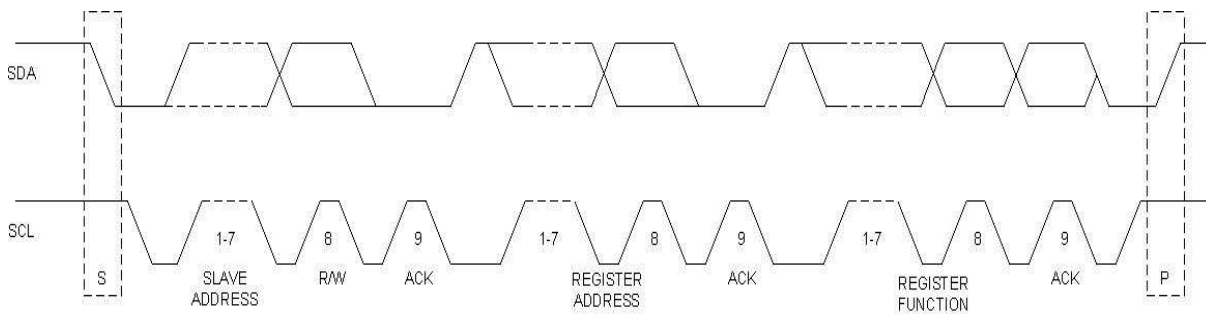 SDA
SCL
1-7 8 9 1-7 8 9 1-7 8 9
S SLAVE ADDRESS R/W ACK REGISTER ADDRESS ACK REGISTER FUNCTION ACK P